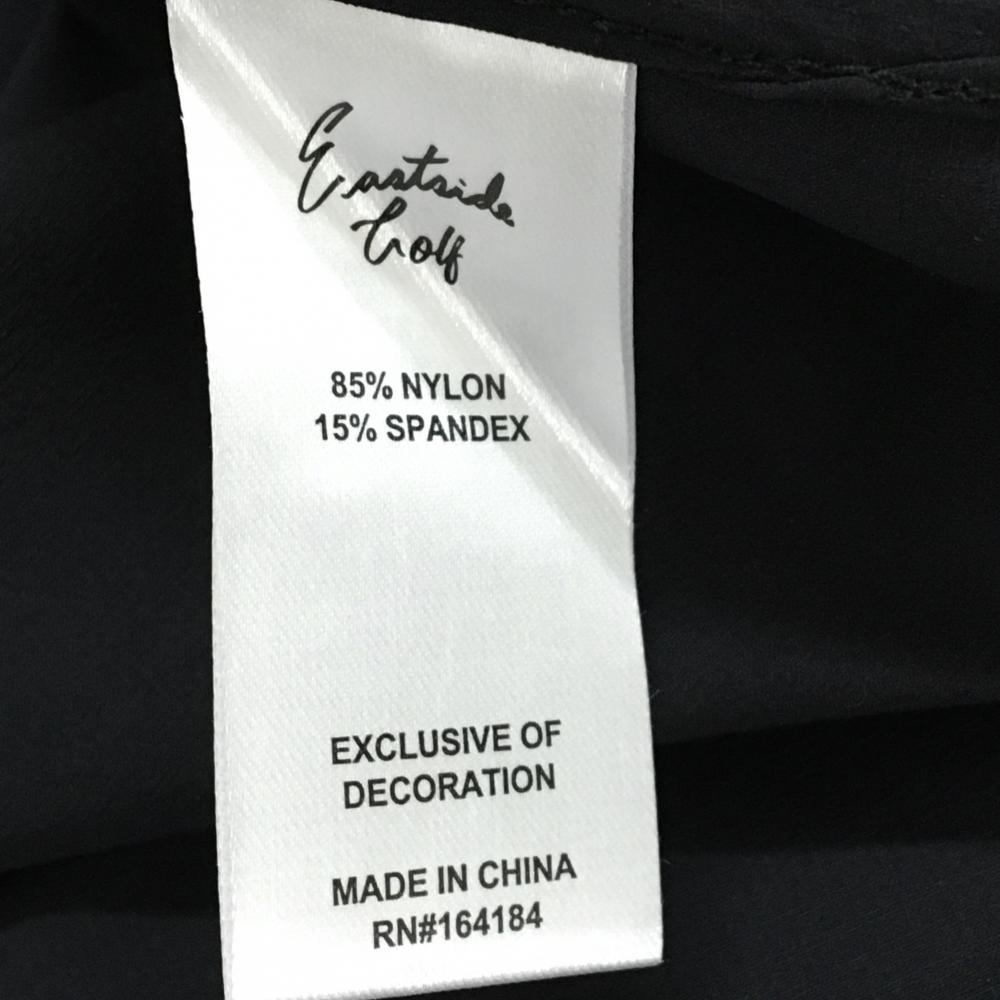 Eastside
Golf
85% NYLON
15% SPANDEX
EXCLUSIVE OF
DECORATION
MADE IN CHINA
RN#164184